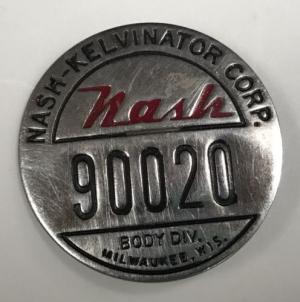 NASH-KELVINATOR CORP.
Nash
90020
BODY DIV.
MILWAUKEE, WIS.